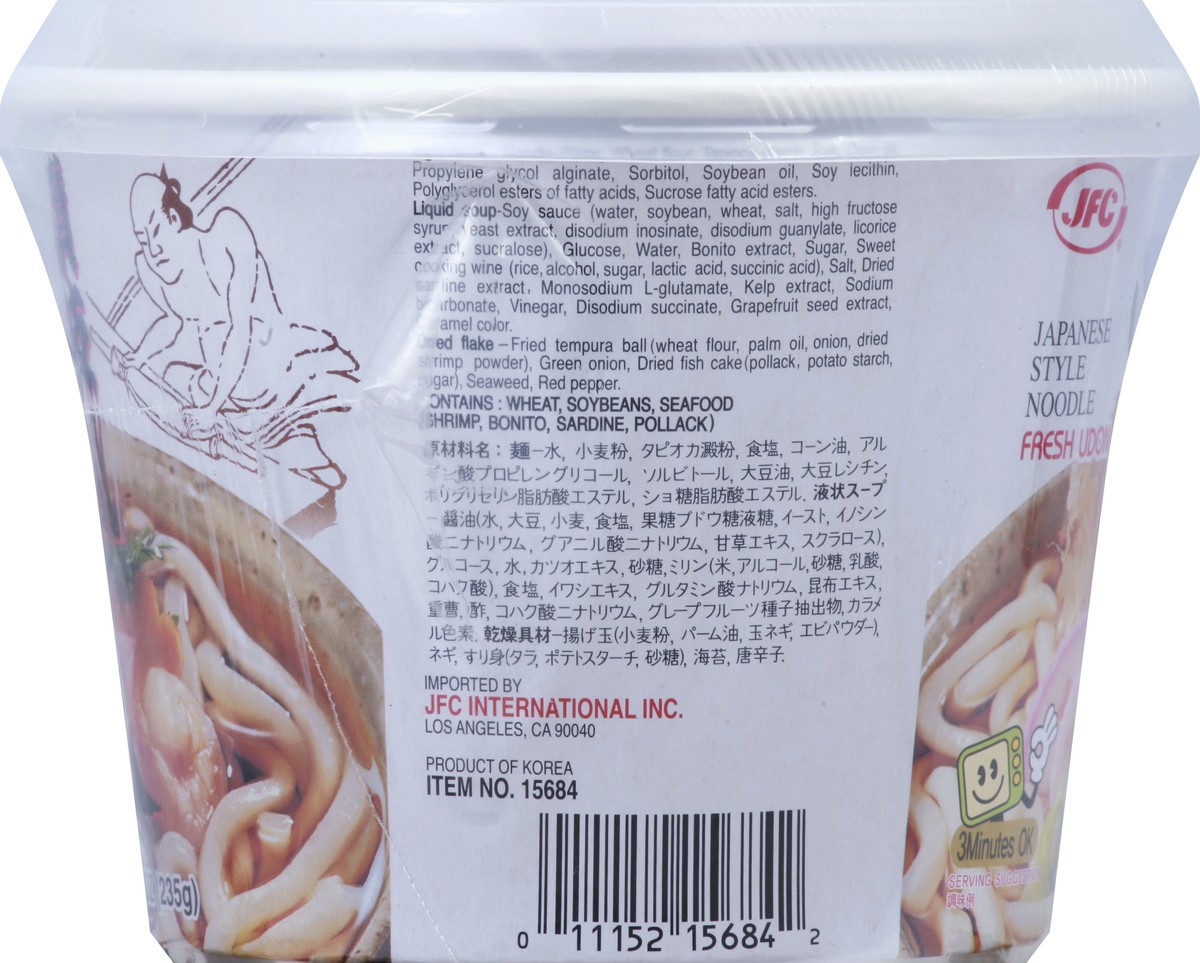 Propylene glycol alginate, Sorbitol, Soybean oil, Soy lecithin,
Polyglycerol esters of fatty acids, Sucrose fatty acid esters.
Liquid soup-Soy sauce (water, soybean, wheat, salt, high fructose
syrup, yeast extract, disodium inosinate, disodium guanylate, licorice
extract, sucralose), Glucose, Water, Bonito extract, Sugar, Sweet
cooking wine (rice, alcohol, sugar, lactic acid, succinic acid), Salt, Dried
sardine extract, Monosodium L-glutamate, Kelp extract, Sodium
bicarbonate, Vinegar, Disodium succinate, Grapefruit seed extract,
caramel color.
Dried flake – Fried tempura ball (wheat flour, palm oil, onion, dried
shrimp powder), Green onion, Dried fish cake (pollack, potato starch,
sugar), Seaweed, Red pepper.
CONTAINS : WHEAT, SOYBEANS, SEAFOOD
(SHRIMP, BONITO, SARDINE, POLLACK)
原材料名: 麺–水, 小麦粉, タピオカ澱粉, 食塩, コーン油, アル
ギン酸プロピレングリコール, ソルビトール, 大豆油, 大豆レシチン,
ポリグリセリン脂肪酸エステル, ショ糖脂肪酸エステル. 液状スープ
–醤油(水, 大豆, 小麦, 食塩, 果糖ブドウ糖液糖, イースト, イノシン
酸ニナトリウム, グアニル酸ニナトリウム, 甘草エキス, スクラロース),
グルコース, 水, カツオエキス, 砂糖, ミリン(米, アルコール, 砂糖, 乳酸,
コハク酸), 食塩, イワシエキス, グルタミン酸ナトリウム, 昆布エキス,
重曹, 酢, コハク酸ニナトリウム, グレープフルーツ種子抽出物, カラメ
ル色素. 乾燥具材–揚げ玉(小麦粉, パーム油, 玉ネギ, エビパウダー),
ネギ, すり身(タラ, ポテトスターチ, 砂糖), 海苔, 唐辛子.
IMPORTED BY
JFC INTERNATIONAL INC.
LOS ANGELES, CA 90040
PRODUCT OF KOREA
ITEM NO. 15684
0 11152 15684 2
JFC
JAPANESE
STYLE
NOODLE
FRESH UDON
3Minutes OK
SERVING
調味例
235g)